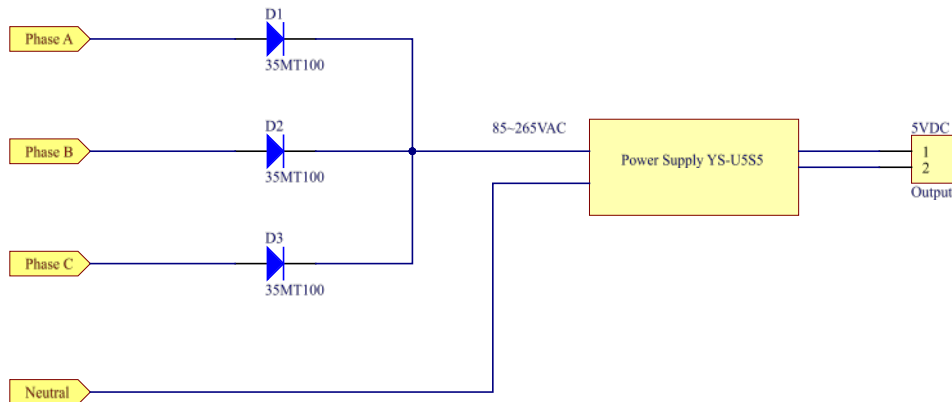 D1
Phase A
35MT100
D2
Phase B
35MT100
D3
Phase C
35MT100
Neutral
85~265VAC
Power Supply YS-U5S5
5VDC
1
2
Output